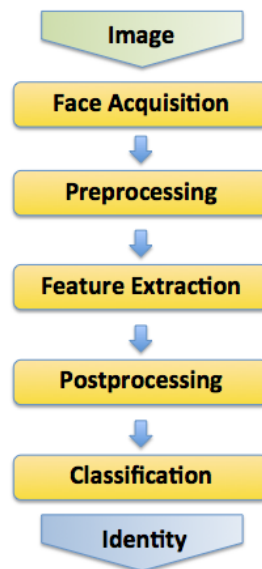 Image
Face Acquisition
Preprocessing
Feature Extraction
Postprocessing
Classification
Identity